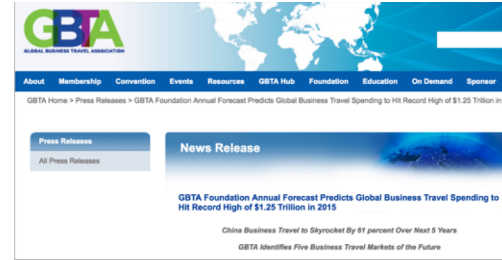 GBTA
GLOBAL BUSINESS TRAVEL ASSOCIATION
About Membership Convention Events Resources GBTA Hub Foundation Education On Demand Sponsor
GBTA Home > Press Releases > GBTA Foundation Annual Forecast Predicts Global Business Travel Spending to Hit Record High of $1.25 Trillion in
Press Releases
All Press Releases
News Release
GBTA Foundation Annual Forecast Predicts Global Business Travel Spending to
Hit Record High of $1.25 Trillion in 2015
China Business Travel to Skyrocket By 61 percent Over Next 5 Years
GBTA Identifies Five Business Travel Markets of the Future